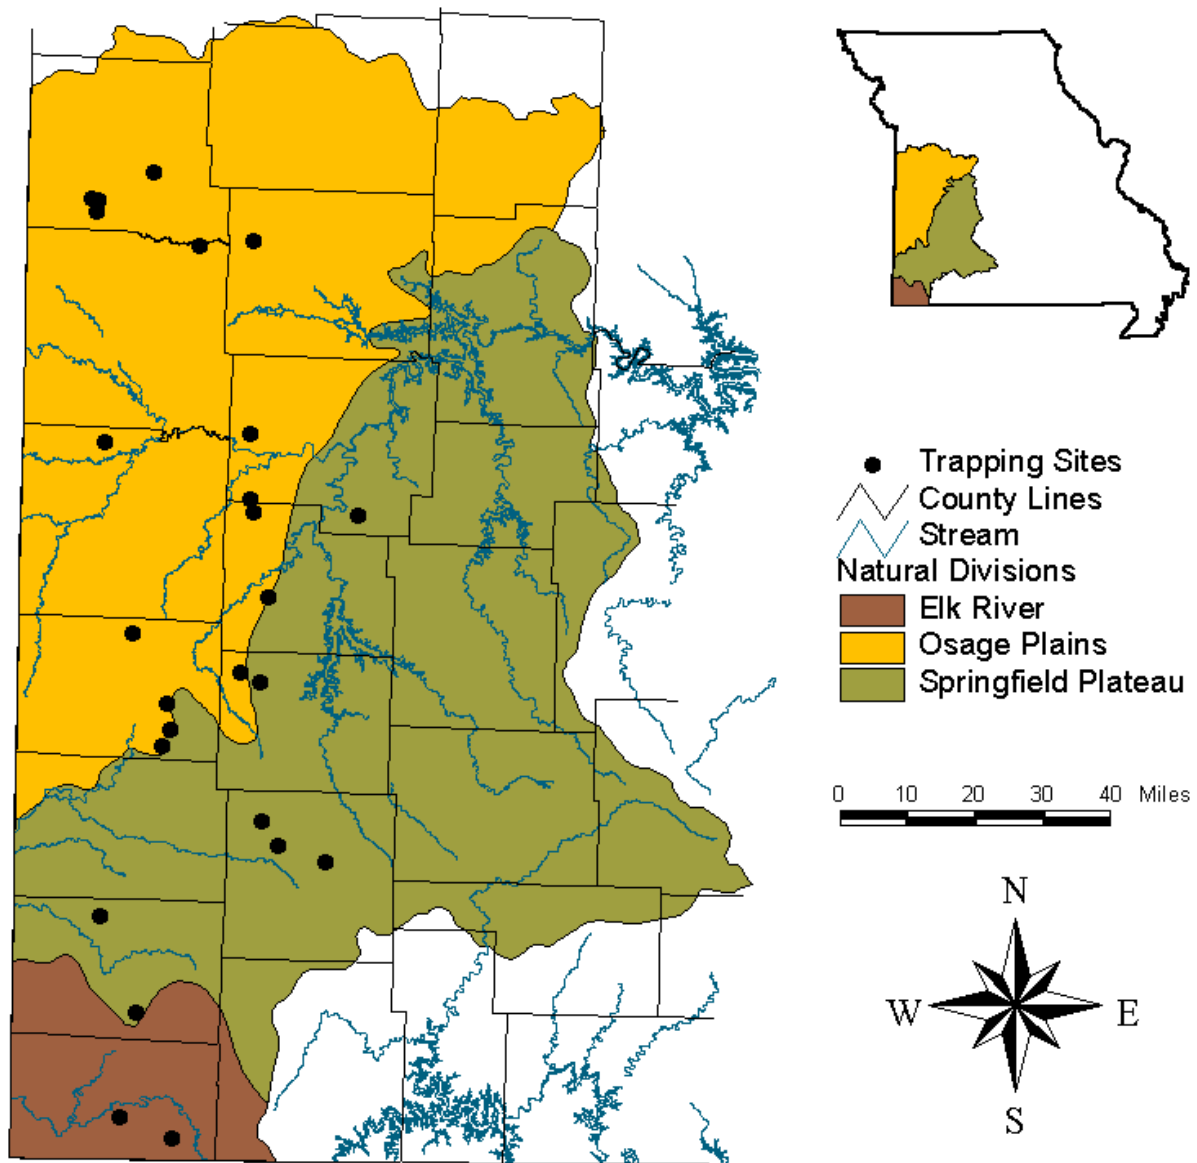 Trapping Sites
County Lines
Stream
Natural Divisions
Elk River
Osage Plains
Springfield Plateau
0 10 20 30 40 Miles
N
W E
S